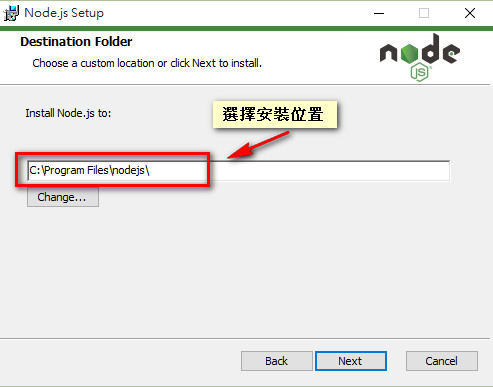 Node.js Setup
Destination Folder
Choose a custom location or click Next to install.
node
JS
Install Node.js to:
選擇安裝位置
C:\Program Files\nodejs\
Change...
Back
Next
Cancel